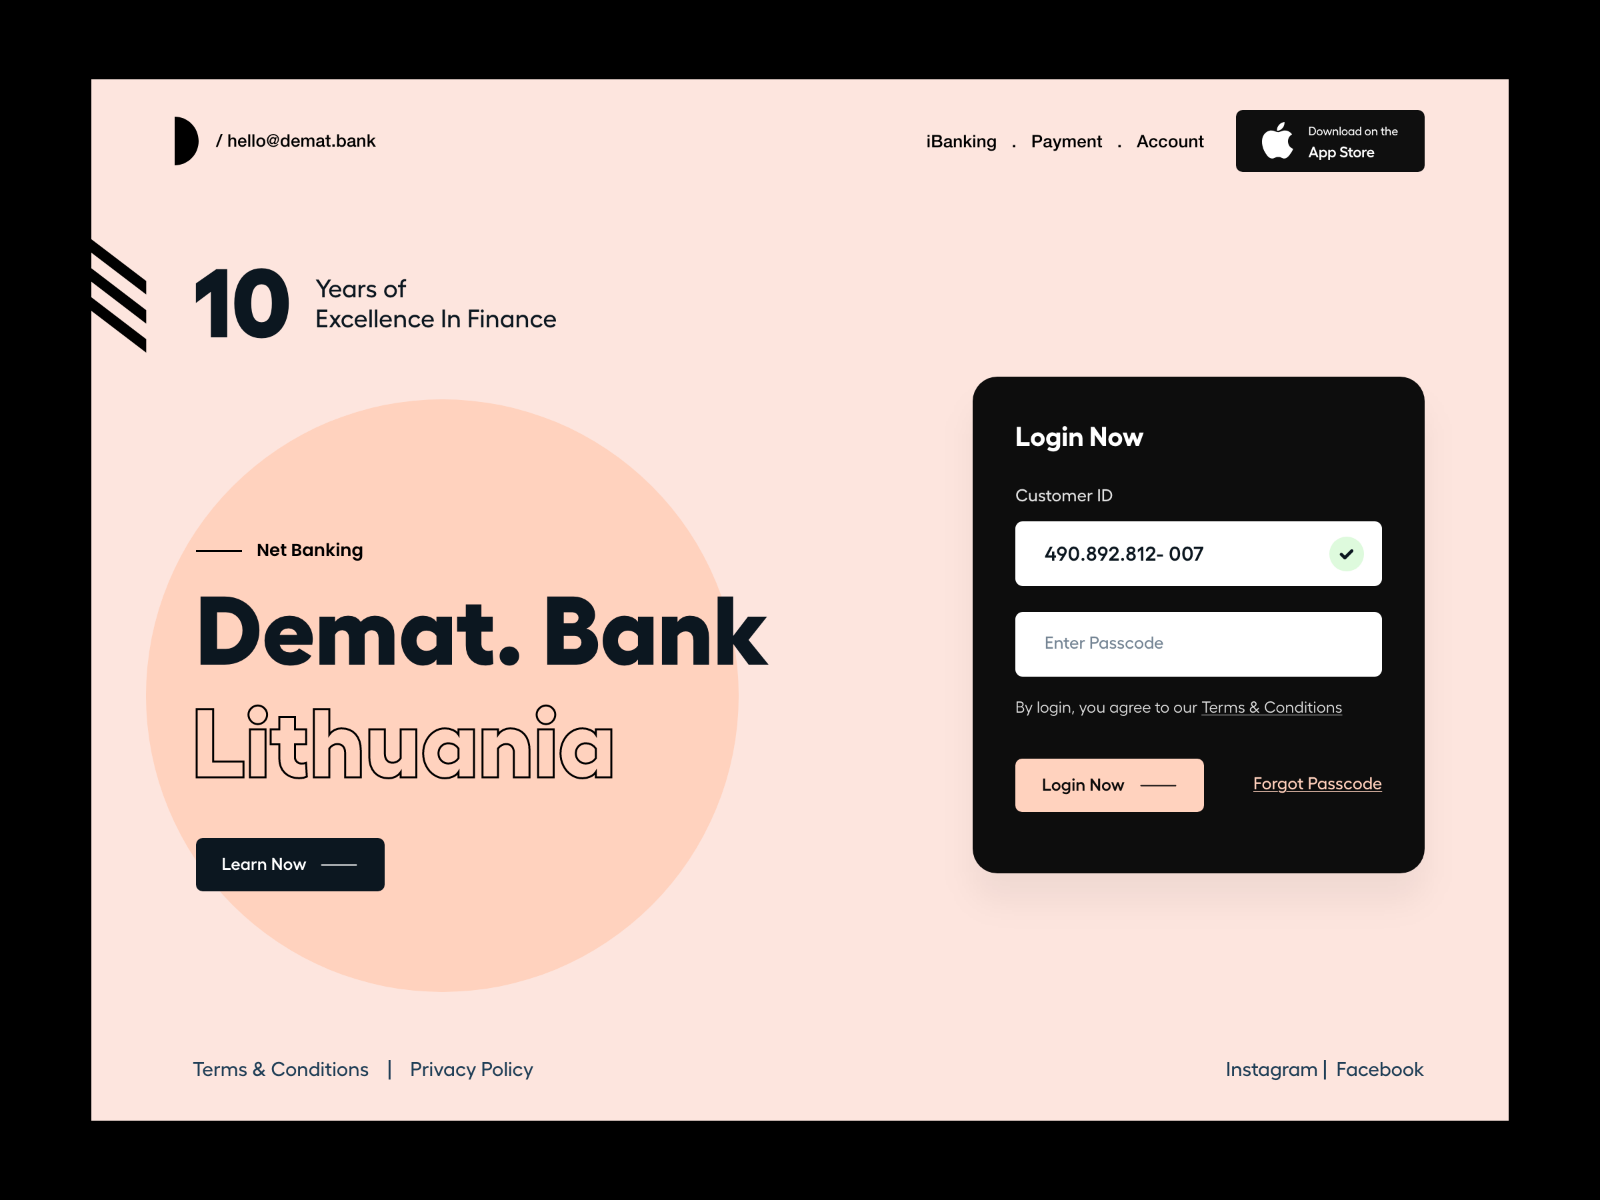 / hello@demat.bank
iBanking . Payment . Account
Download on the
App Store
10
Years of
Excellence In Finance
Net Banking
Demat. Bank
Lithuania
Learn Now
Login Now
Customer ID
490.892.812- 007
Enter Passcode
By login, you agree to our Terms & Conditions
Login Now
Forgot Passcode
Terms & Conditions | Privacy Policy
Instagram | Facebook